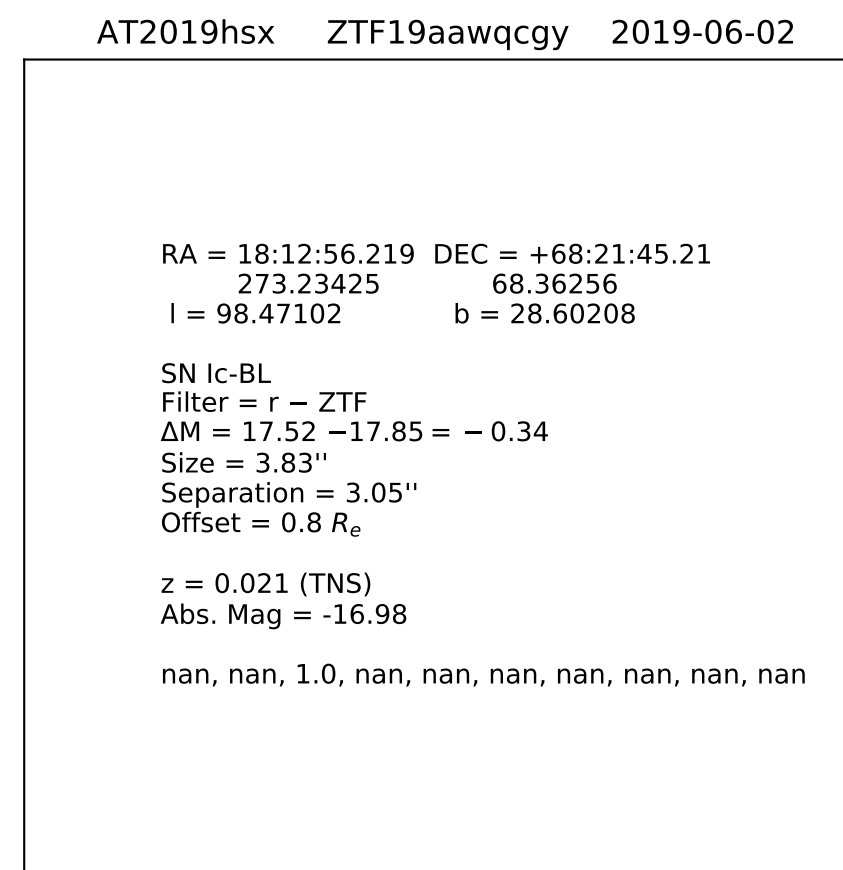 AT2019hsx ZTF19aawqcgy 2019-06-02
RA = 18:12:56.219 DEC = +68:21:45.21
273.23425 68.36256
l = 98.47102 b = 28.60208
SN Ic-BL
Filter = r − ZTF
ΔM = 17.52 −17.85 = − 0.34
Size = 3.83''
Separation = 3.05''
Offset = 0.8 Re
z = 0.021 (TNS)
Abs. Mag = -16.98
nan, nan, 1.0, nan, nan, nan, nan, nan, nan, nan